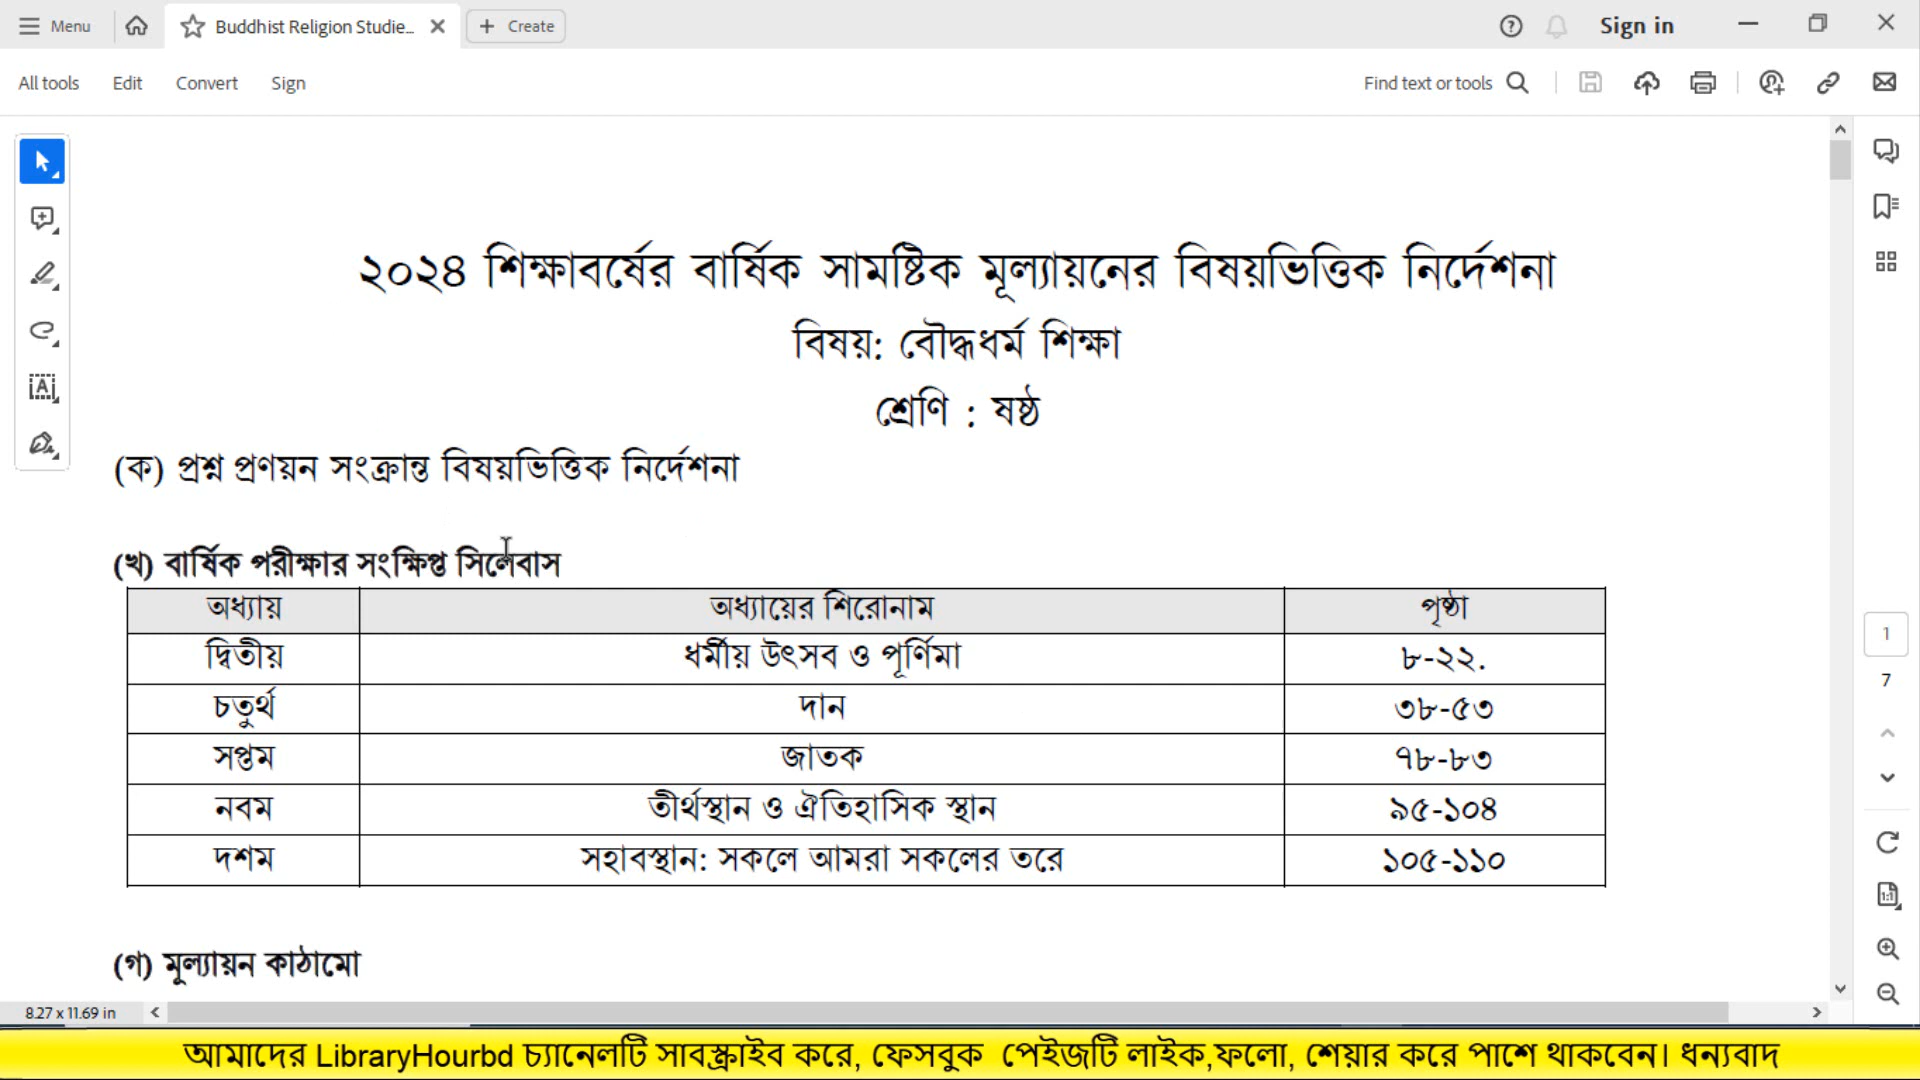 Menu
Buddhist Religion Studie...
Create
Sign in
All tools
Edit
Convert
Sign
Find text or tools
২০২৪ শিক্ষাবর্ষের বার্ষিক সামষ্টিক মূল্যায়নের বিষয়ভিত্তিক নির্দেশনা
বিষয়: বৌদ্ধধর্ম শিক্ষা
শ্রেণি : ষষ্ঠ
(ক) প্রশ্ন প্রণয়ন সংক্রান্ত বিষয়ভিত্তিক নির্দেশনা
(খ) বার্ষিক পরীক্ষার সংক্ষিপ্ত সিলেবাস
অধ্যায় অধ্যায়ের শিরোনাম পৃষ্ঠা
দ্বিতীয় ধর্মীয় উৎসব ও পূর্ণিমা ৮-২২.
চতুর্থ দান ৩৮-৫৩
সপ্তম জাতক ৭৮-৮৩
নবম তীর্থস্থান ও ঐতিহাসিক স্থান ৯৫-১০৪
দশম সহাবস্থান: সকলে আমরা সকলের তরে ১০৫-১১০
(গ) মূল্যায়ন কাঠামো
1
7
8.27 x 11.69 in
আমাদের LibraryHourbd চ্যানেলটি সাবস্ক্রাইব করে, ফেসবুক পেইজটি লাইক,ফলো, শেয়ার করে পাশে থাকবেন। ধন্যবাদ